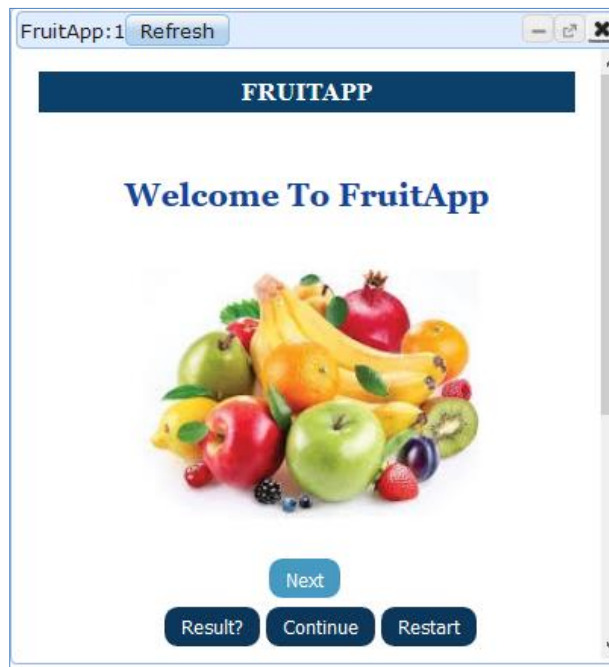 FruitApp:1 Refresh
FRUITAPP
Welcome To FruitApp
Next
Result? Continue Restart